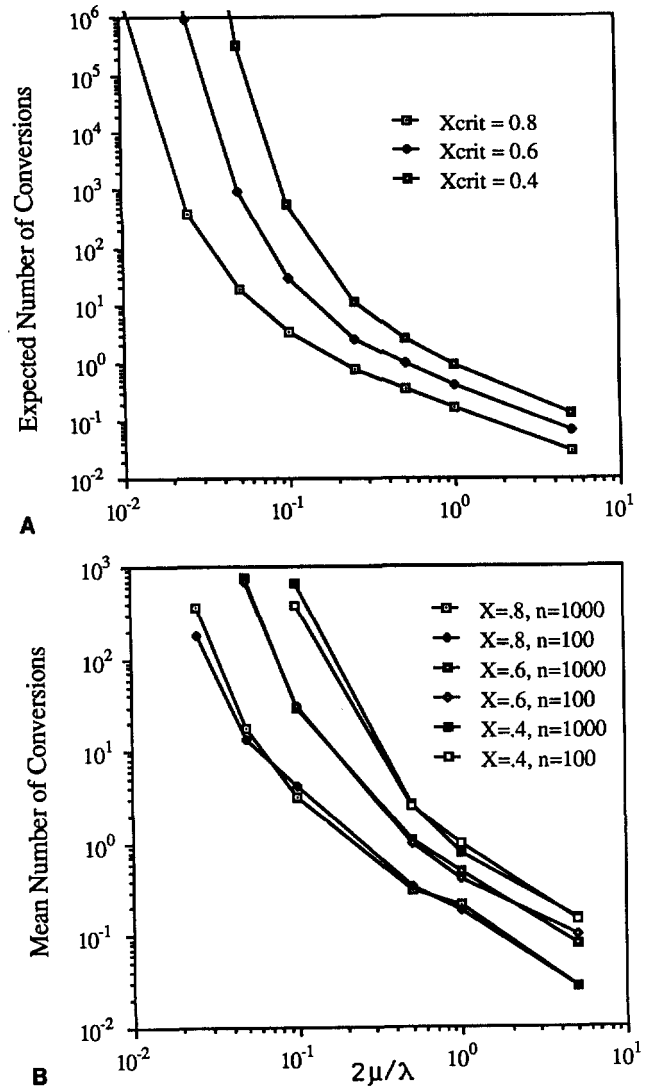 Expected Number of Conversions
10^6
10^5
10^4
10^3
10^2
10^1
10^0
10^-1
10^-2
Xcrit = 0.8
Xcrit = 0.6
Xcrit = 0.4
10^-2
10^-1
10^0
10^1
A
Mean Number of Conversions
10^3
10^2
10^1
10^0
10^-1
10^-2
X=.8, n=1000
X=.8, n=100
X=.6, n=1000
X=.6, n=100
X=.4, n=1000
X=.4, n=100
10^-2
10^-1
10^0
10^1
2μ/λ
B